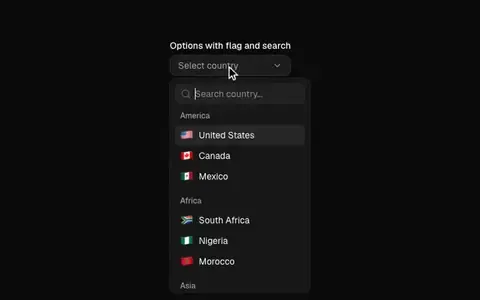 Options with flag and search
Select country
Search country...
America
United States
Canada
Mexico
Africa
South Africa
Nigeria
Morocco
Asia